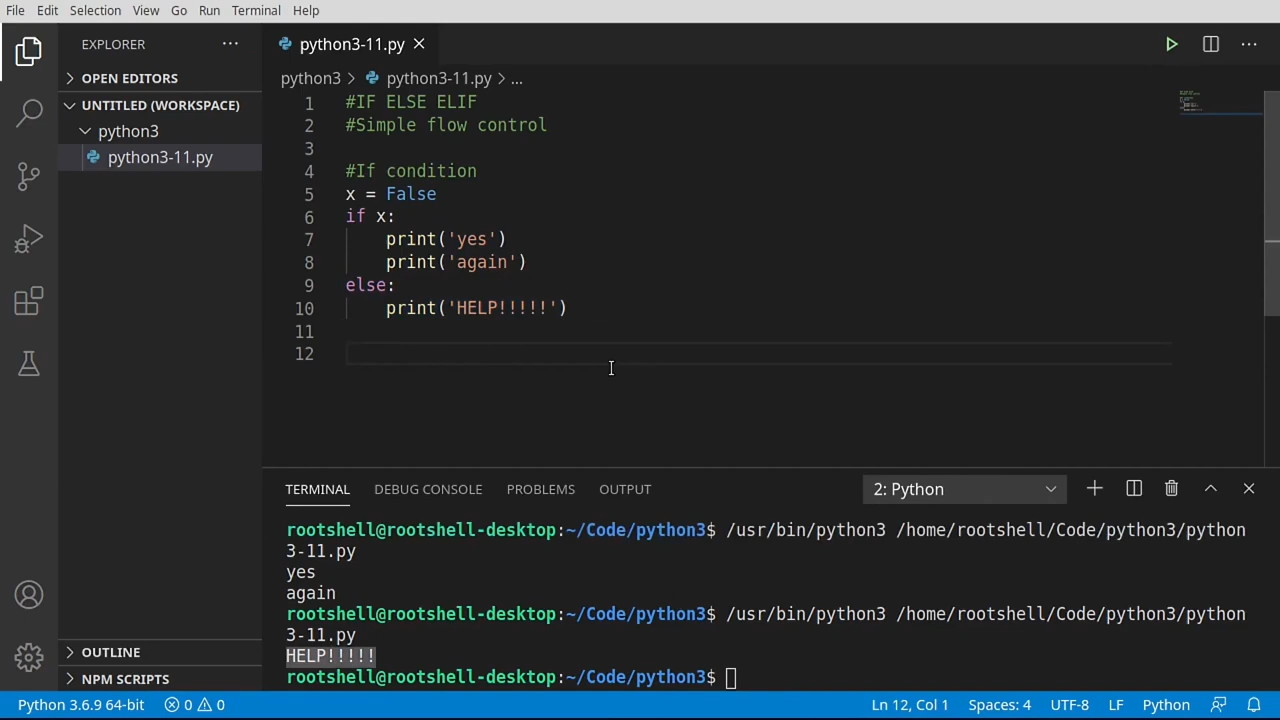 File Edit Selection View Go Run Terminal Help
EXPLORER
OPEN EDITORS
UNTITLED (WORKSPACE)
python3
python3-11.py
OUTLINE
NPM SCRIPTS
python3-11.py
python3 > python3-11.py > ...
1 #IF ELSE ELIF
2 #Simple flow control
3
4 #If condition
5 x = False
6 if x:
7     print('yes')
8     print('again')
9 else:
10     print('HELP!!!!!')
11
12
TERMINAL DEBUG CONSOLE PROBLEMS OUTPUT 2: Python
rootshell@rootshell-desktop:~/Code/python3$ /usr/bin/python3 /home/rootshell/Code/python3/python
3-11.py
yes
again
rootshell@rootshell-desktop:~/Code/python3$ /usr/bin/python3 /home/rootshell/Code/python3/python
3-11.py
HELP!!!!!
rootshell@rootshell-desktop:~/Code/python3$
Python 3.6.9 64-bit 0 0 Ln 12, Col 1 Spaces: 4 UTF-8 LF Python